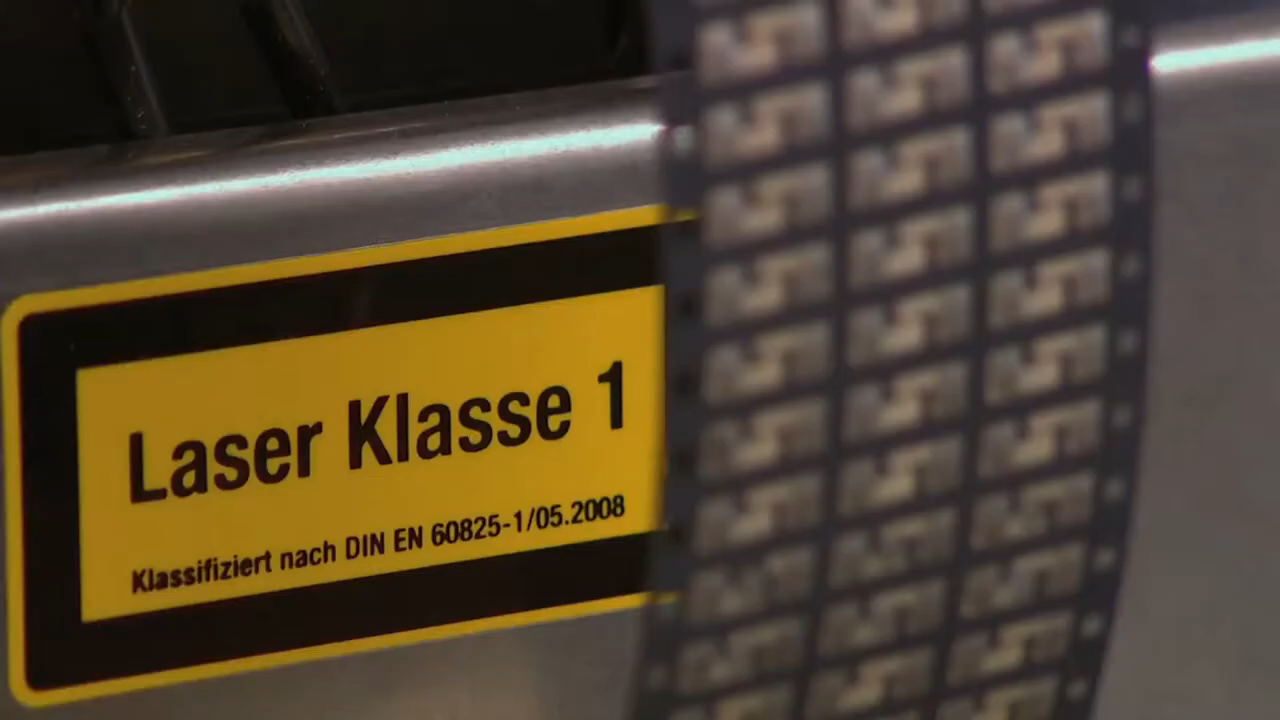 Laser Klasse 1
Klassifiziert nach DIN EN 60825-1/05.2008